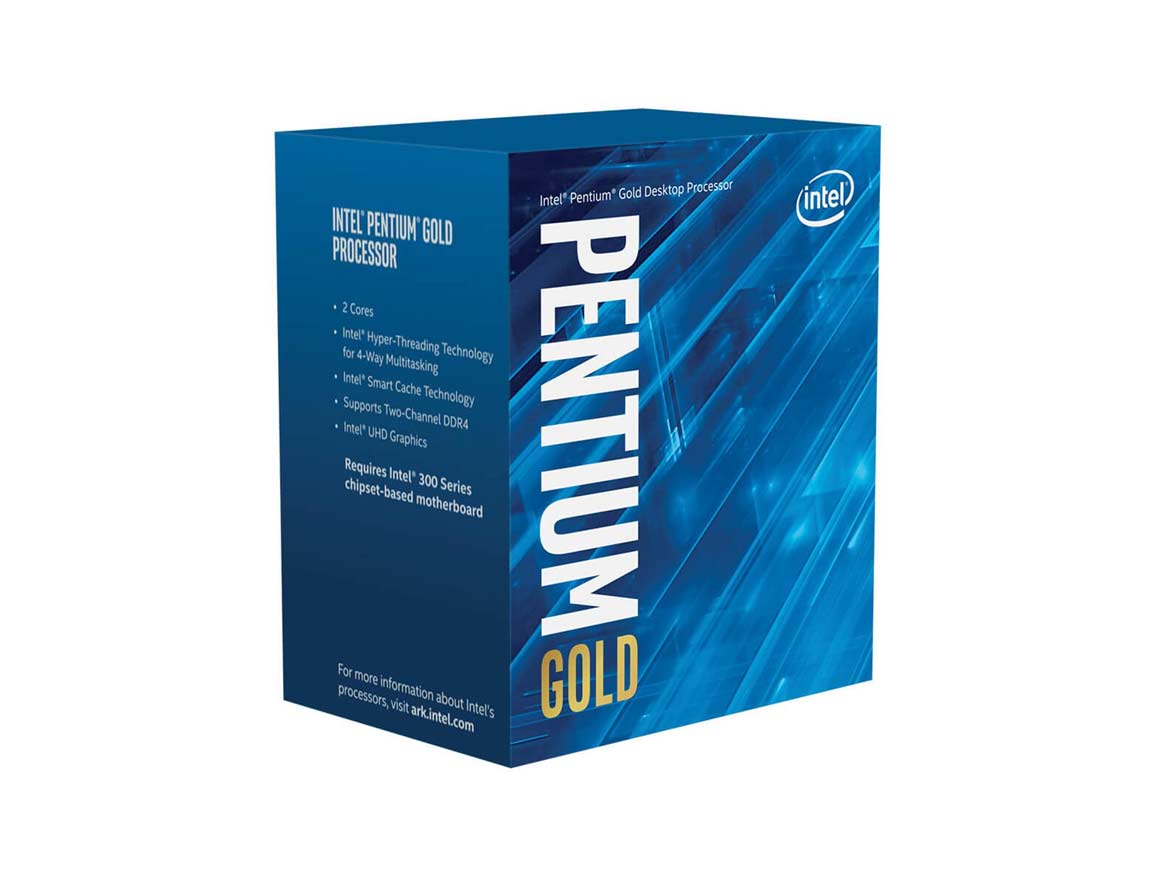 INTEL® PENTIUM® GOLD
PROCESSOR
• 2 Cores
• Intel® Hyper-Threading Technology
for 4-Way Multitasking
• Intel® Smart Cache Technology
• Supports Two-Channel DDR4
• Intel® UHD Graphics
Requires Intel® 300 Series
chipset-based motherboard
For more information about Intel's
processors, visit ark.intel.com
Intel® Pentium® Gold Desktop Processor
intel®
PENTIUM
GOLD